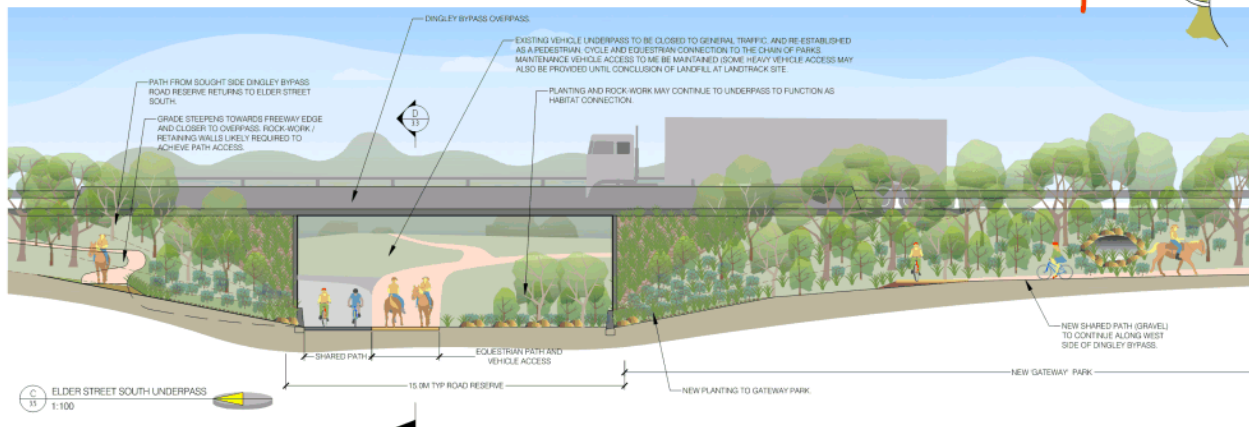 DINGLEY BYPASS OVERPASS.
EXISTING VEHICLE UNDERPASS TO BE CLOSED TO GENERAL TRAFFIC, AND RE-ESTABLISHED
AS A PEDESTRIAN, CYCLE AND EQUESTRIAN CONNECTION TO THE CHAIN OF PARKS.
MAINTENANCE VEHICLE ACCESS TO ME BE MAINTAINED (SOME HEAVY VEHICLE ACCESS MAY
ALSO BE PROVIDED UNTIL CONCLUSION OF LANDFILL AT LANDTRACK SITE.
PATH FROM SOUGHT SIDE DINGLEY BYPASS
ROAD RESERVE RETURNS TO ELDER STREET
SOUTH.
PLANTING AND ROCK-WORK MAY CONTINUE TO UNDERPASS TO FUNCTION AS
HABITAT CONNECTION.
GRADE STEEPENS TOWARDS FREEWAY EDGE
AND CLOSER TO OVERPASS. ROCK-WORK /
RETAINING WALLS LIKELY REQUIRED TO
ACHIEVE PATH ACCESS.
D
33
NEW SHARED PATH (GRAVEL)
TO CONTINUE ALONG WEST
SIDE OF DINGLEY BYPASS.
SHARED PATH
EQUESTRIAN PATH AND
VEHICLE ACCESS
NEW 'GATEWAY' PARK
15.0M TYP ROAD RESERVE
NEW PLANTING TO GATEWAY PARK
C
35
ELDER STREET SOUTH UNDERPASS
1:100